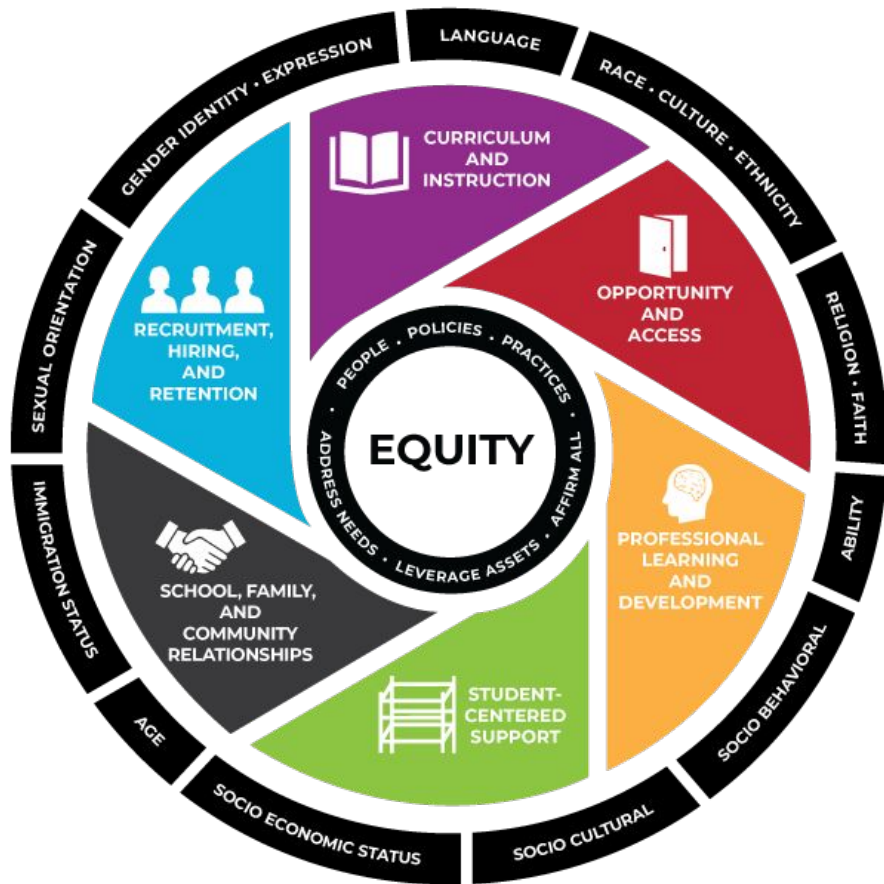 LANGUAGE
RACE • CULTURE • ETHNICITY
RELIGION • FAITH
ABILITY
SOCIO BEHAVIORAL
SOCIO CULTURAL
SOCIO ECONOMIC STATUS
AGE
IMMIGRATION STATUS
SEXUAL ORIENTATION
GENDER IDENTITY • EXPRESSION
CURRICULUM
AND
INSTRUCTION
OPPORTUNITY
AND
ACCESS
PROFESSIONAL
LEARNING
AND
DEVELOPMENT
STUDENT-
CENTERED
SUPPORT
SCHOOL, FAMILY,
AND
COMMUNITY
RELATIONSHIPS
RECRUITMENT,
HIRING,
AND
RETENTION
• PEOPLE • POLICIES • PRACTICES •
ADDRESS NEEDS • LEVERAGE ASSETS • AFFIRM ALL
EQUITY